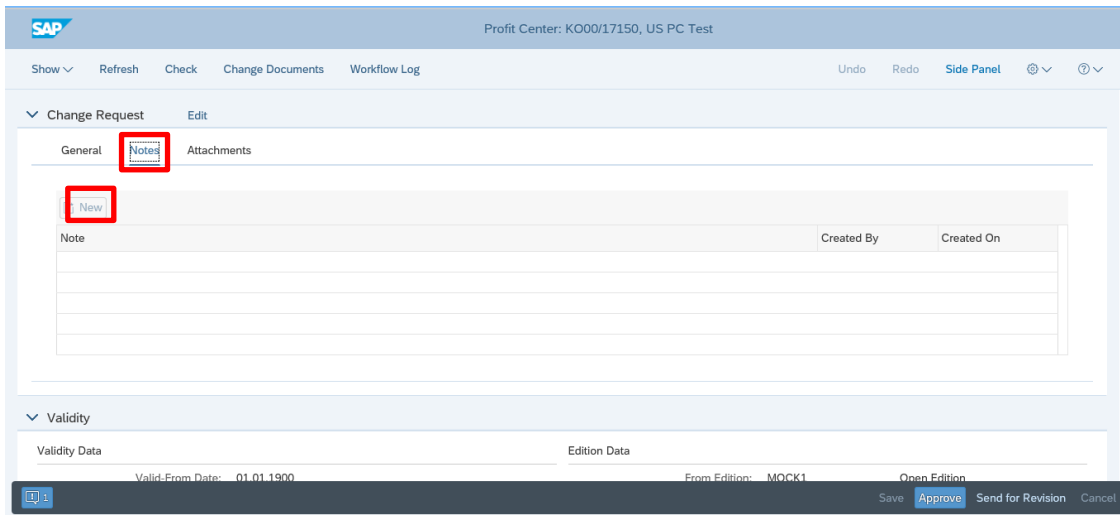 SAP Profit Center: KO00/17150, US PC Test
Show Refresh Check Change Documents Workflow Log Undo Redo Side Panel
Change Request Edit
General Notes Attachments
New
Note Created By Created On
Validity
Validity Data Edition Data
Valid-From Date: 01.01.1900 From Edition: MOCK1 Open Edition
1 Save Approve Send for Revision Cancel